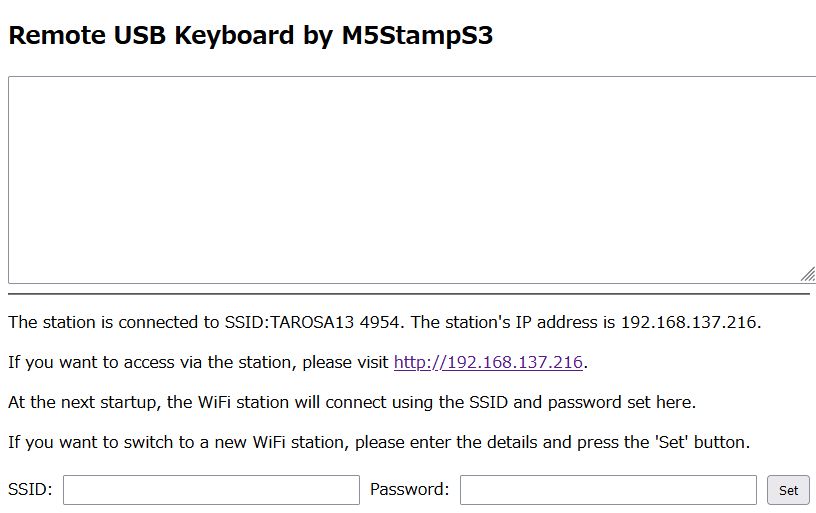 Remote USB Keyboard by M5StampS3
The station is connected to SSID:TAROSA13 4954. The station's IP address is 192.168.137.216.
If you want to access via the station, please visit http://192.168.137.216.
At the next startup, the WiFi station will connect using the SSID and password set here.
If you want to switch to a new WiFi station, please enter the details and press the 'Set' button.
SSID: Password: Set